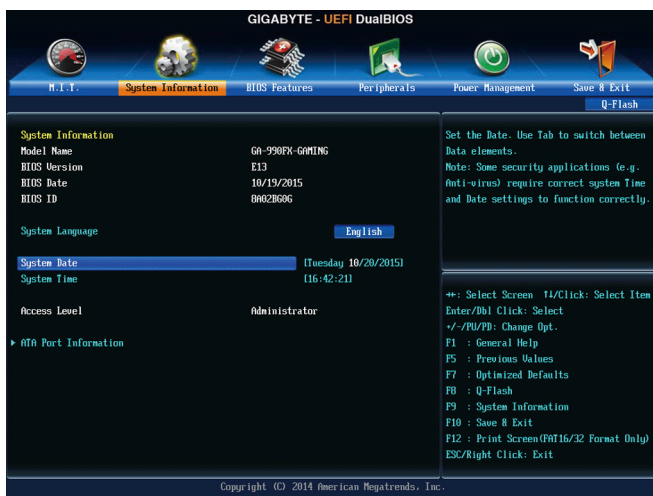 GIGABYTE - UEFI DualBIOS
M.I.T.
System Information
BIOS Features
Peripherals
Power Management
Save & Exit
Q-Flash
System Information
Model Name GA-990FX-GAMING
BIOS Version E13
BIOS Date 10/19/2015
BIOS ID 8A02BG0G
System Language English
System Date [Tuesday 10/20/2015]
System Time [16:42:21]
Access Level Administrator
ATA Port Information
Set the Date. Use Tab to switch between
Data elements.
Note: Some security applications (e.g.
Anti-virus) require correct system Time
and Date settings to function correctly.
→←: Select Screen ↑↓/Click: Select Item
Enter/Dbl Click: Select
+/-/PU/PD: Change Opt.
F1 : General Help
F5 : Previous Values
F7 : Optimized Defaults
F8 : Q-Flash
F9 : System Information
F10 : Save & Exit
F12 : Print Screen(FAT16/32 Format Only)
ESC/Right Click: Exit
Copyright (C) 2014 American Megatrends, Inc.